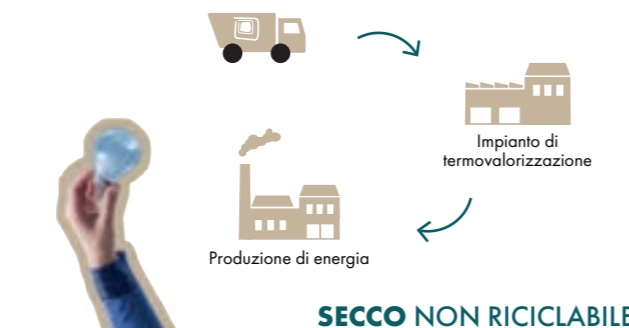 Impianto di
termovalorizzazione
Produzione di energia
SECCO NON RICICLABILE